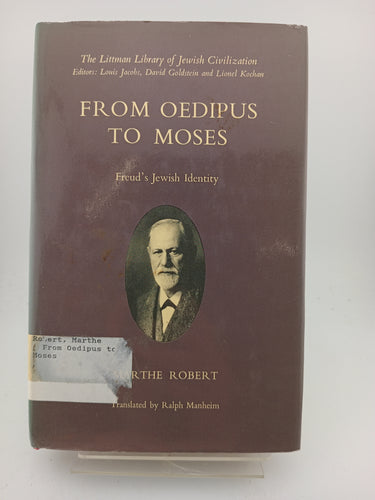 The Littman Library of Jewish Civilization
Editors: Louis Jacobs, David Goldstein and Lionel Kochan
FROM OEDIPUS
TO MOSES
Freud's Jewish Identity
Robert, Marthe
From Oedipus to
Moses
MARTHE ROBERT
Translated by Ralph Manheim